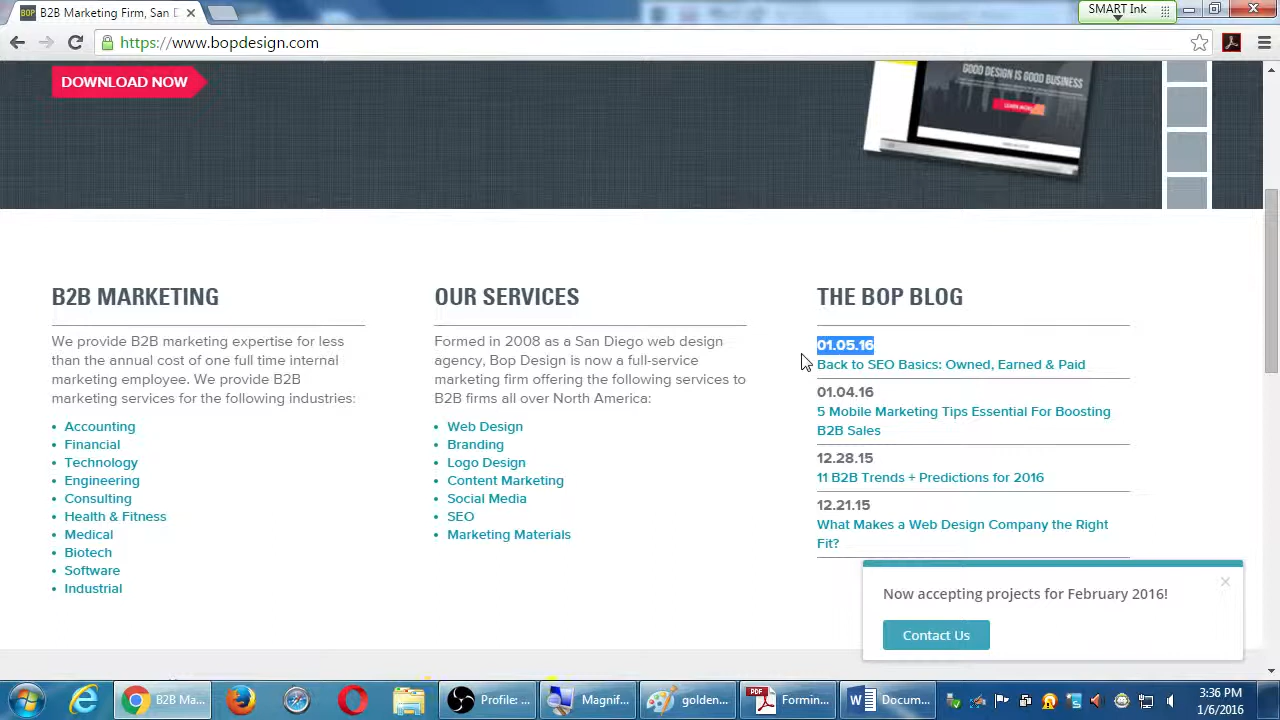 B2B Marketing Firm, San D
SMART Ink
https://www.bopdesign.com
DOWNLOAD NOW
GOOD DESIGN IS GOOD BUSINESS
B2B MARKETING
We provide B2B marketing expertise for less
than the annual cost of one full time internal
marketing employee. We provide B2B
marketing services for the following industries:
Accounting
Financial
Technology
Engineering
Consulting
Health & Fitness
Medical
Biotech
Software
Industrial
OUR SERVICES
Formed in 2008 as a San Diego web design
agency, Bop Design is now a full-service
marketing firm offering the following services to
B2B firms all over North America:
Web Design
Branding
Logo Design
Content Marketing
Social Media
SEO
Marketing Materials
THE BOP BLOG
01.05.16
Back to SEO Basics: Owned, Earned & Paid
01.04.16
5 Mobile Marketing Tips Essential For Boosting
B2B Sales
12.28.15
11 B2B Trends + Predictions for 2016
12.21.15
What Makes a Web Design Company the Right
Fit?
Now accepting projects for February 2016!
Contact Us
B2B Ma...
Profile: ...
Magnif...
golden...
Formin...
Docum...
3:36 PM
1/6/2016